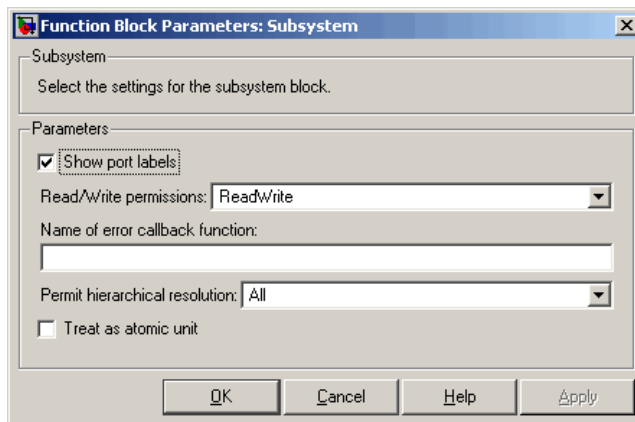 Function Block Parameters: Subsystem
Subsystem
Select the settings for the subsystem block.
Parameters
Show port labels
Read/Write permissions: ReadWrite
Name of error callback function:
Permit hierarchical resolution: All
Treat as atomic unit
OK Cancel Help Apply